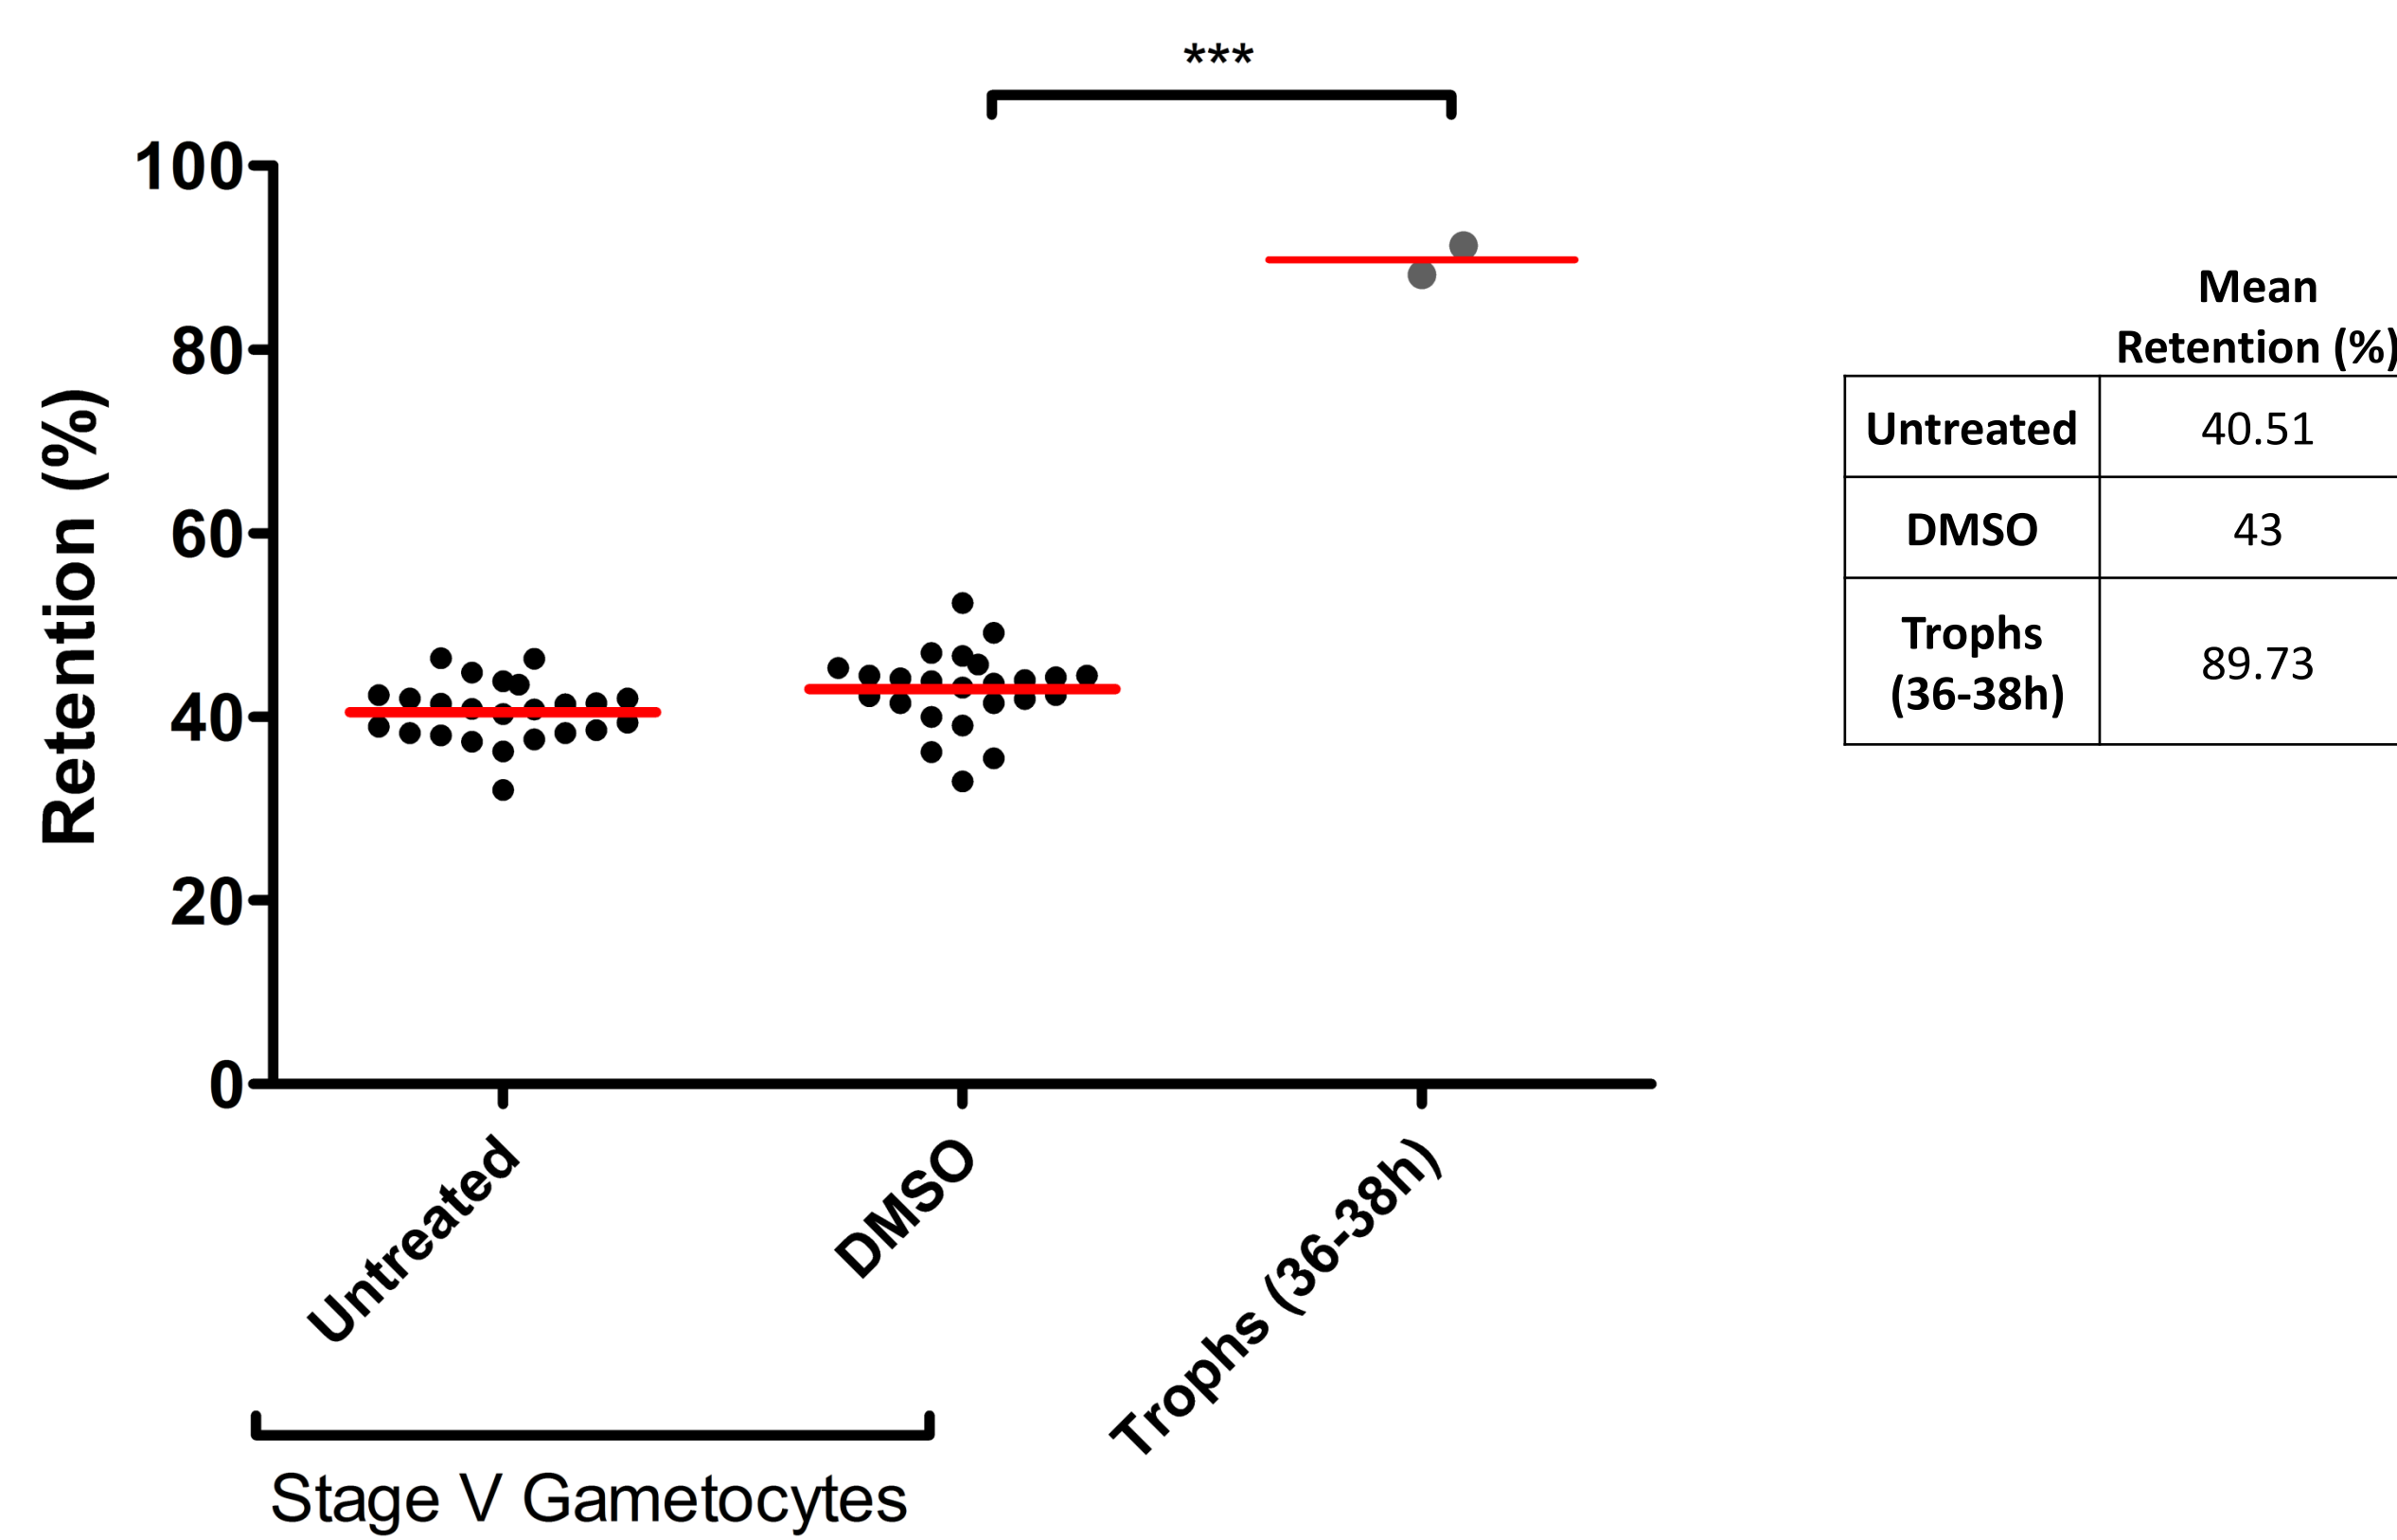 ***
100
80
60
40
20
0
Retention (%)
Untreated
DMSO
Trophs (36-38h)
Stage V Gametocytes
Mean
Retention (%)
Untreated 40.51
DMSO 43
Trophs
(36-38h) 89.73